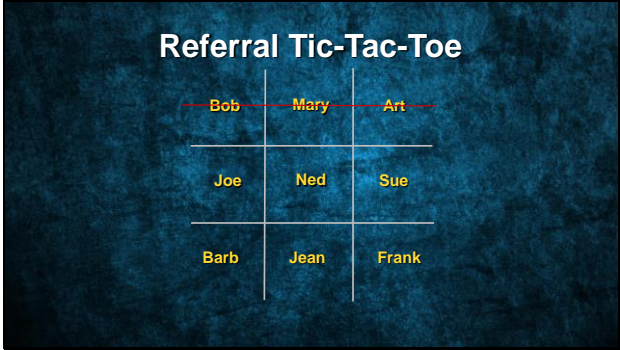 Referral Tic-Tac-Toe
Bob Mary Art
Joe Ned Sue
Barb Jean Frank